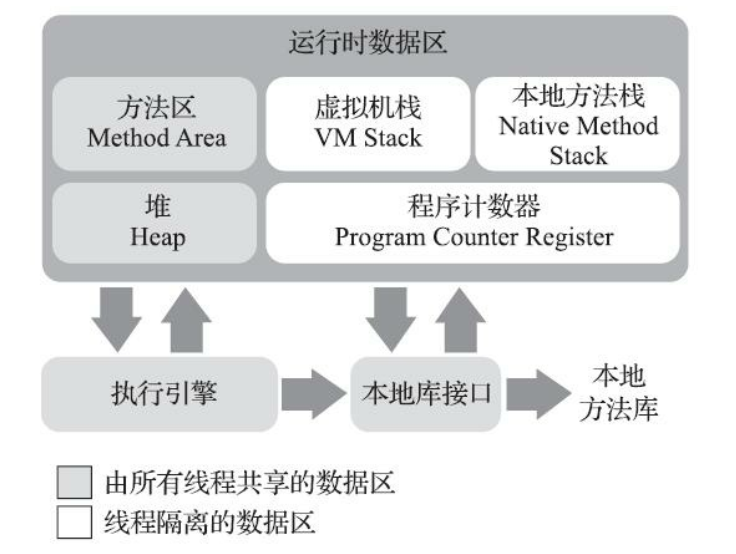 运行时数据区
方法区
Method Area
虚拟机栈
VM Stack
本地方法栈
Native Method
Stack
堆
Heap
程序计数器
Program Counter Register
执行引擎
本地库接口
本地
方法库
由所有线程共享的数据区
线程隔离的数据区